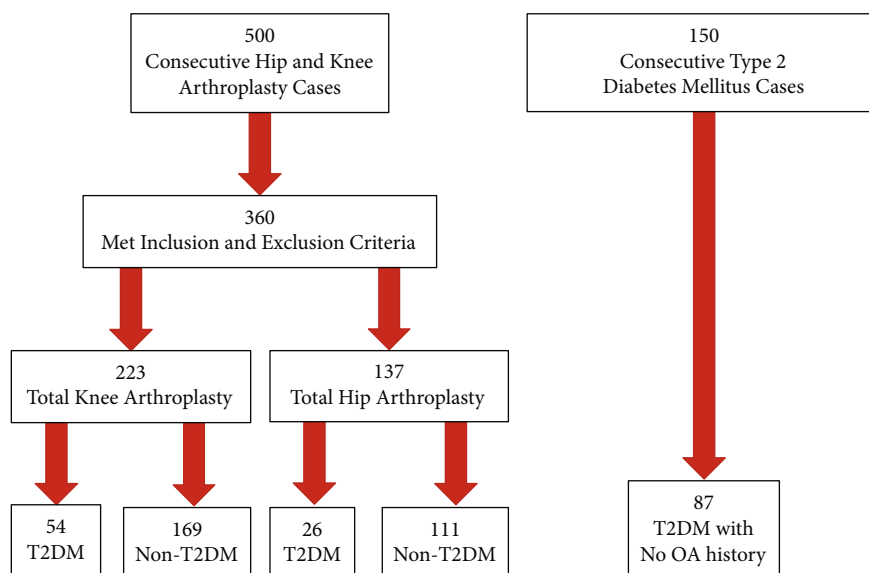 500
Consecutive Hip and Knee
Arthroplasty Cases
150
Consecutive Type 2
Diabetes Mellitus Cases
360
Met Inclusion and Exclusion Criteria
223
Total Knee Arthroplasty
137
Total Hip Arthroplasty
54
T2DM
169
Non-T2DM
26
T2DM
111
Non-T2DM
87
T2DM with
No OA history